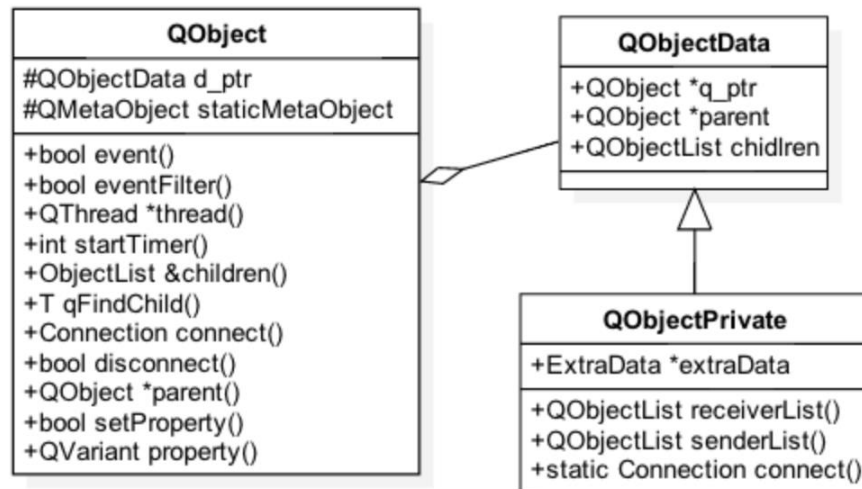 QObject
#QObjectData d_ptr
#QMetaObject staticMetaObject
+bool event()
+bool eventFilter()
+QThread *thread()
+int startTimer()
+ObjectList &children()
+T qFindChild()
+Connection connect()
+bool disconnect()
+QObject *parent()
+bool setProperty()
+QVariant property()
QObjectData
+QObject *q_ptr
+QObject *parent
+QObjectList chidlren
QObjectPrivate
+ExtraData *extraData
+QObjectList receiverList()
+QObjectList senderList()
+static Connection connect()